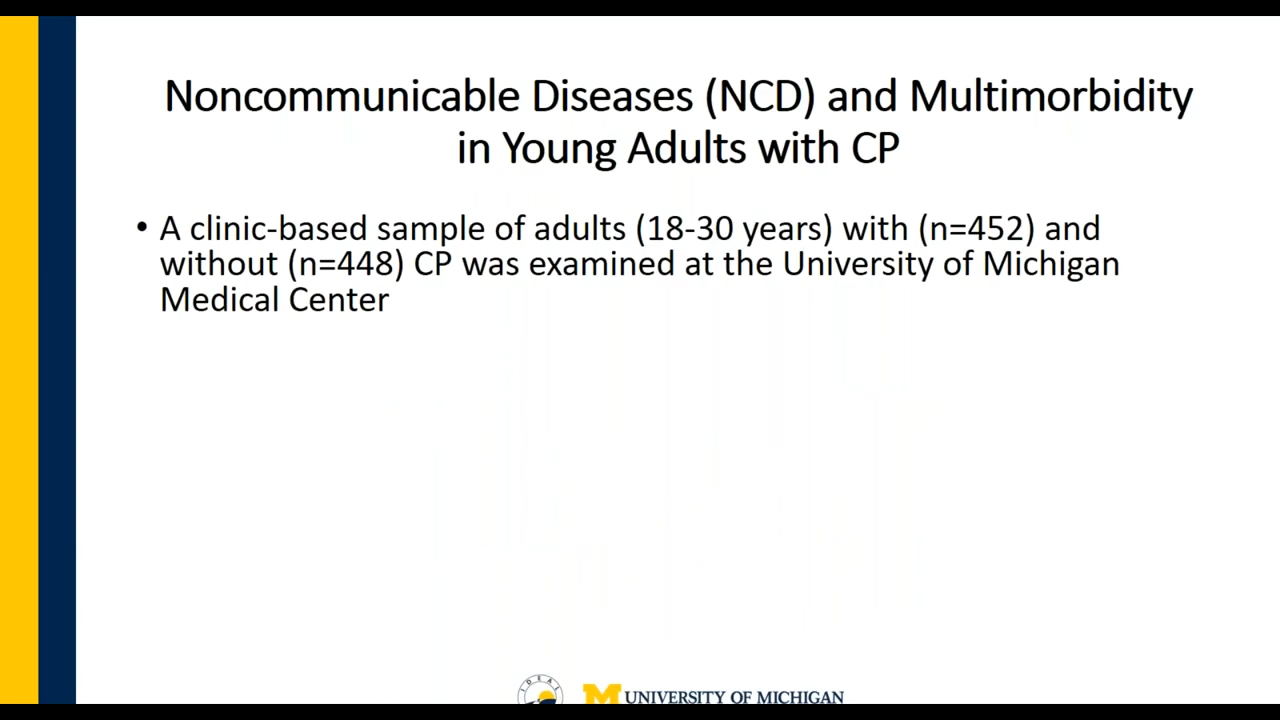 Noncommunicable Diseases (NCD) and Multimorbidity
in Young Adults with CP
• A clinic-based sample of adults (18-30 years) with (n=452) and
without (n=448) CP was examined at the University of Michigan
Medical Center
IDEAL
M UNIVERSITY OF MICHIGAN